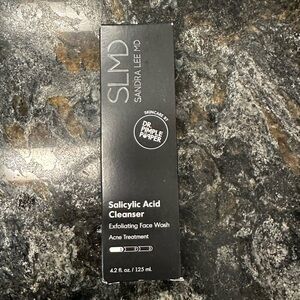 SLMD
SANDRA LEE MD
SKINCARE BY
DR.
PIMPLE
POPPER
Salicylic Acid
Cleanser
Exfoliating Face Wash
Acne Treatment
4.2 fl. oz. / 125 mL